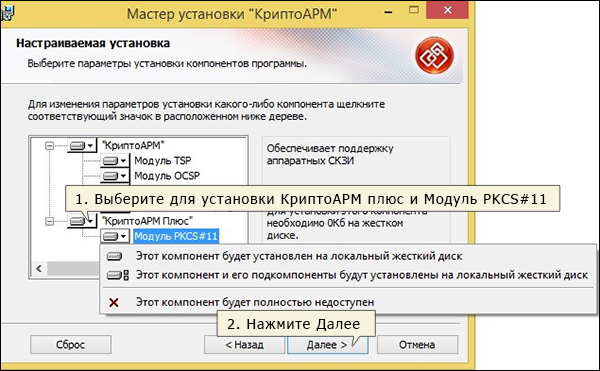 Мастер установки "КриптоАРМ"
Настраиваемая установка
Выберите параметры установки компонентов программы.
Для изменения параметров установки какого-либо компонента щелкните
соответствующий значок в расположенном ниже дереве.
"КриптоАРМ"
Модуль TSP
Модуль OCSP
Обеспечивает поддержку
аппаратных СКЗИ
1. Выберите для установки КриптоАРМ плюс и Модуль PKCS#11
"КриптоАРМ Плюс"
Модуль PKCS#11
для установки этого компонента
необходимо 0Кб на жестком
диске.
Этот компонент будет установлен на локальный жесткий диск
Этот компонент и его подкомпоненты будут установлены на локальный жесткий диск
Этот компонент будет полностью недоступен
2. Нажмите Далее
Сброс
< Назад
Далее >
Отмена